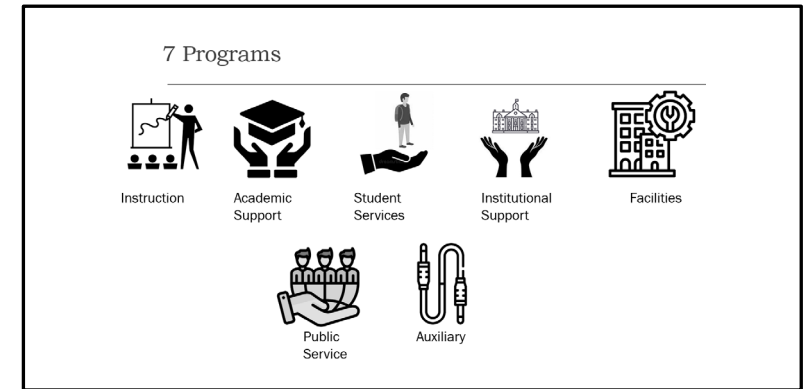 7 Programs
Instruction
Academic
Support
Student
Services
Institutional
Support
Facilities
Public
Service
Auxiliary